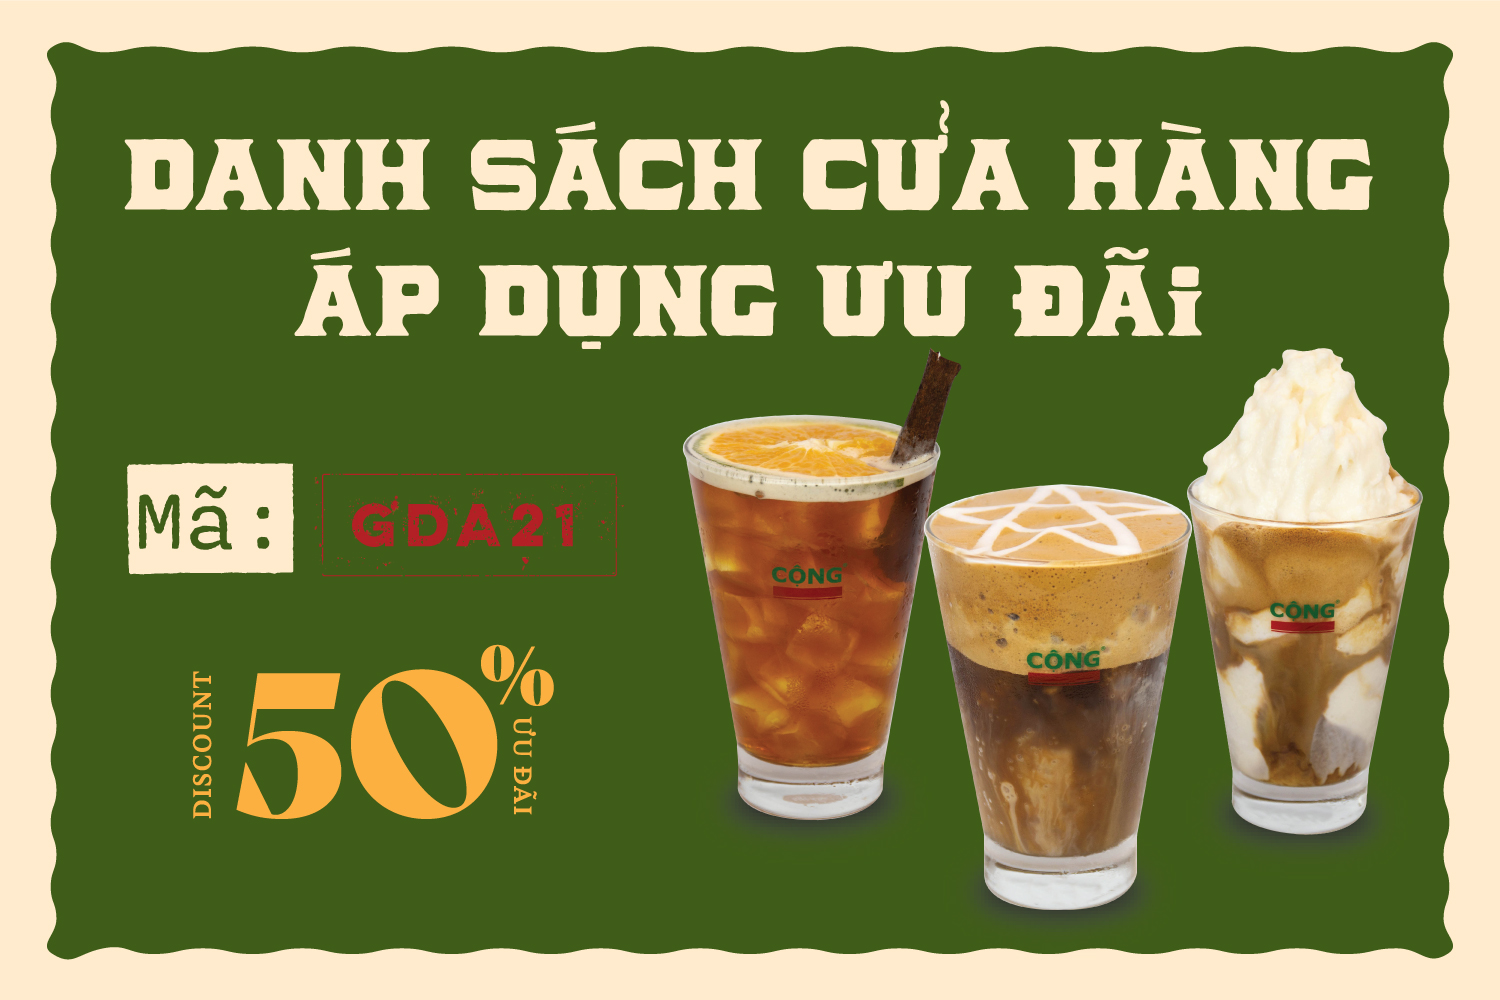 DANH SÁCH CỬA HÀNG
ÁP DỤNG ƯU ĐÃi
Mã:
GDA21
DISCOUNT
50%
ƯU ĐÃI
CỘNG
CỘNG
CỘNG